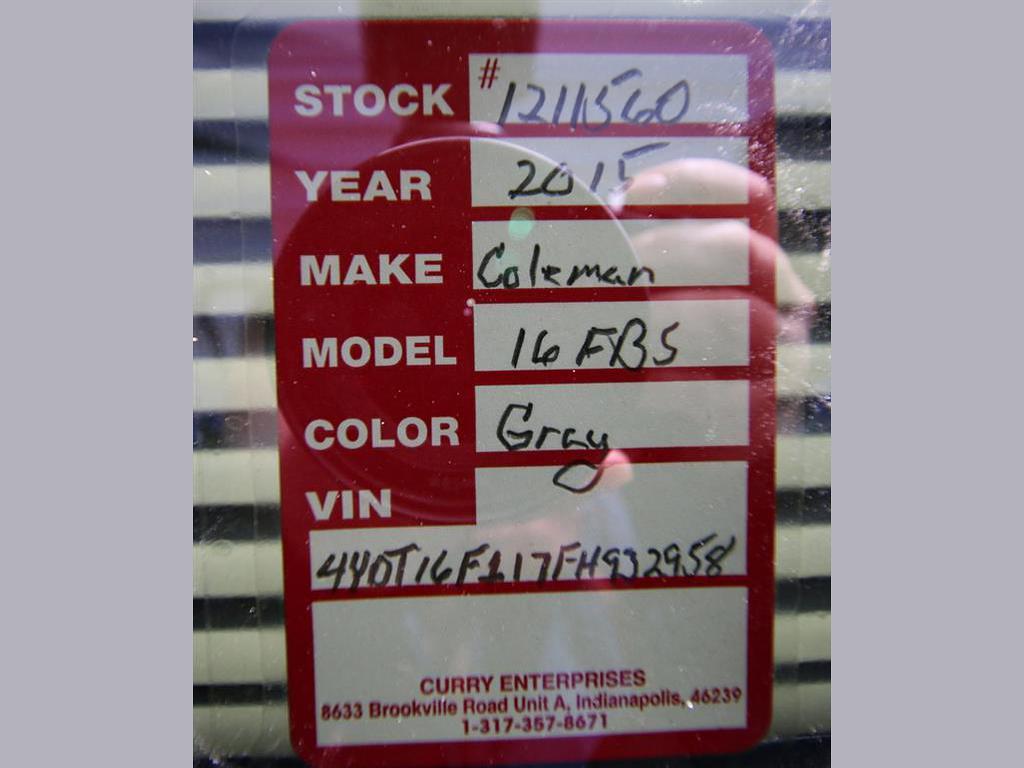 STOCK # 1211560
YEAR 2015
MAKE Coleman
MODEL 16 FBS
COLOR Gray
VIN
CURRY ENTERPRISES
8633 Brookville Road Unit A, Indianapolis, 46239
1-317-357-8671